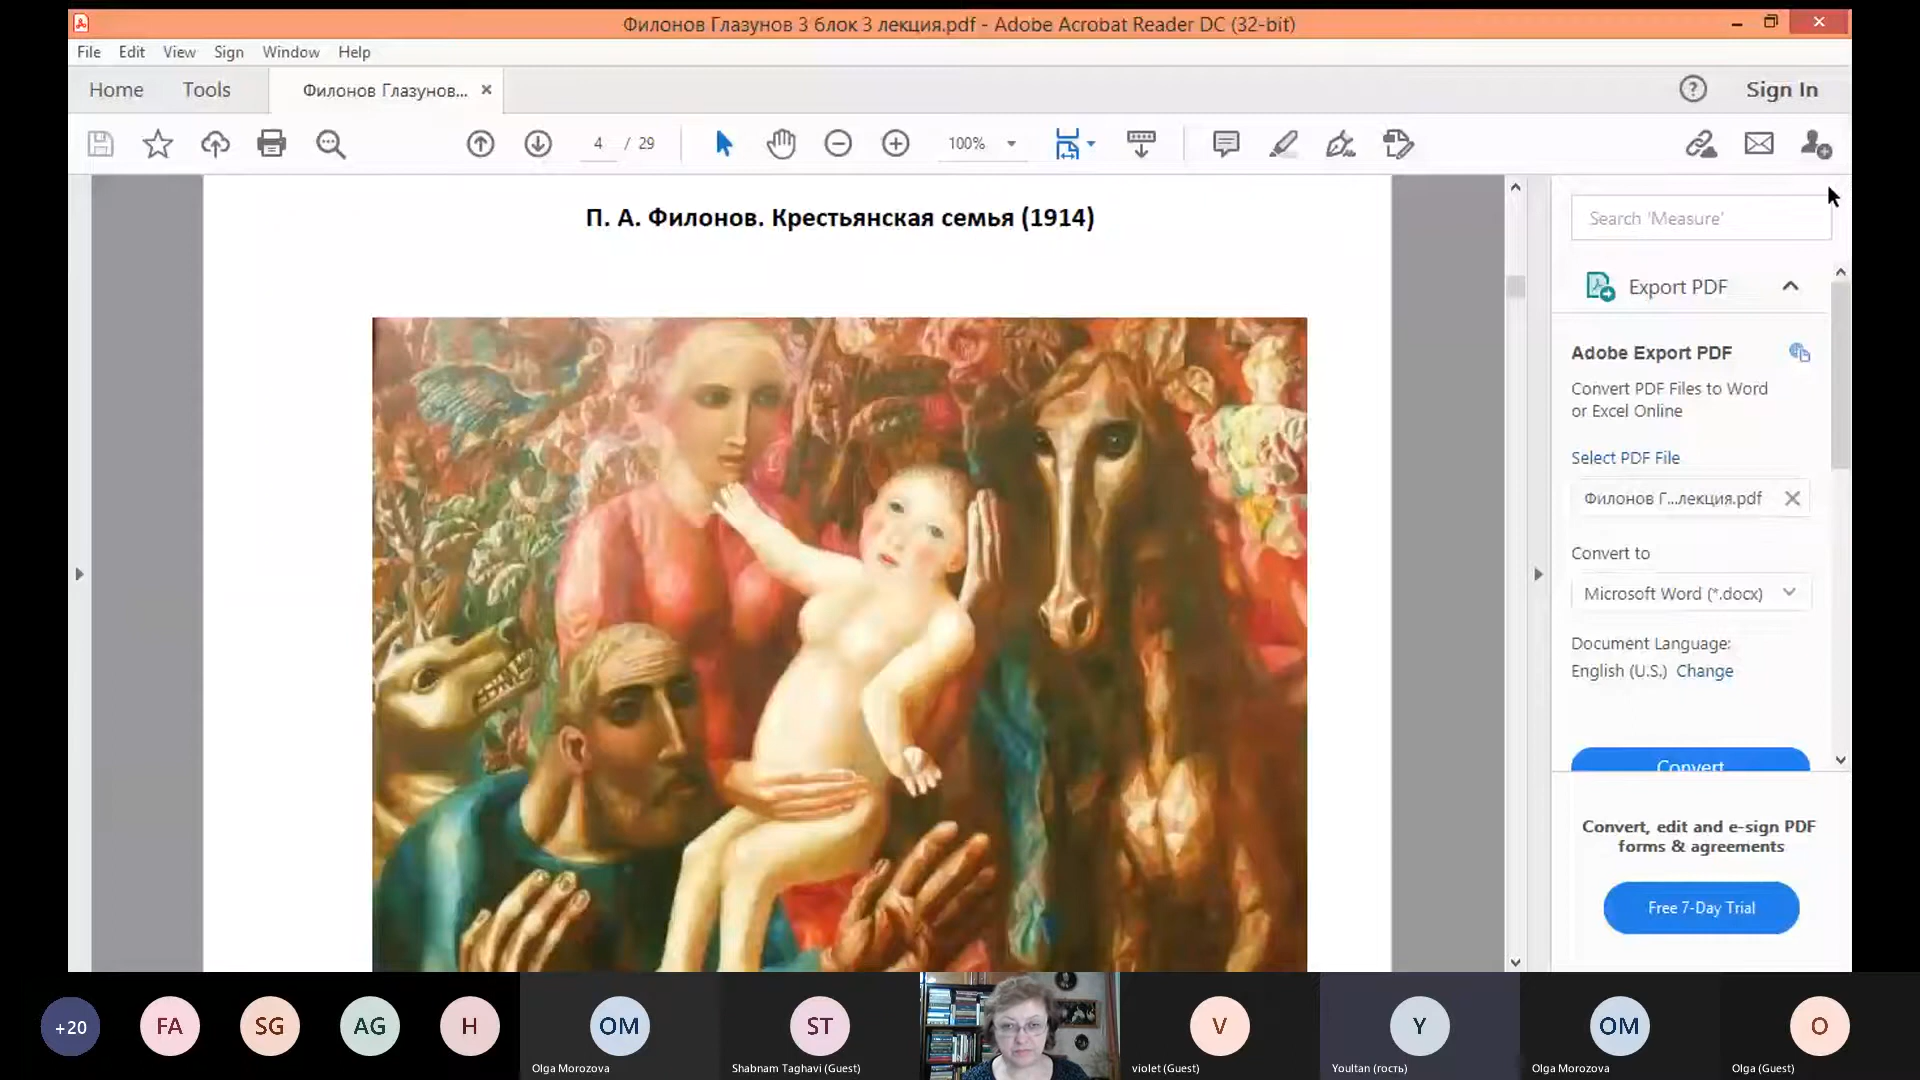 Филонов Глазунов 3 блок 3 лекция.pdf - Adobe Acrobat Reader DC (32-bit)
File Edit View Sign Window Help
Home Tools Филонов Глазунов... Sign In
4 / 29 100%
П. А. Филонов. Крестьянская семья (1914)
Search 'Measure'
Export PDF
Adobe Export PDF
Convert PDF Files to Word
or Excel Online
Select PDF File
Филонов Г...лекция.pdf
Convert to
Microsoft Word (*.docx)
Document Language:
English (U.S.) Change
Convert
Convert, edit and e-sign PDF
forms & agreements
Free 7-Day Trial
+20 FA SG AG H OM ST V Y OM O
Olga Morozova Shabnam Taghavi (Guest) violet (Guest) Youltan (гость) Olga Morozova Olga (Guest)